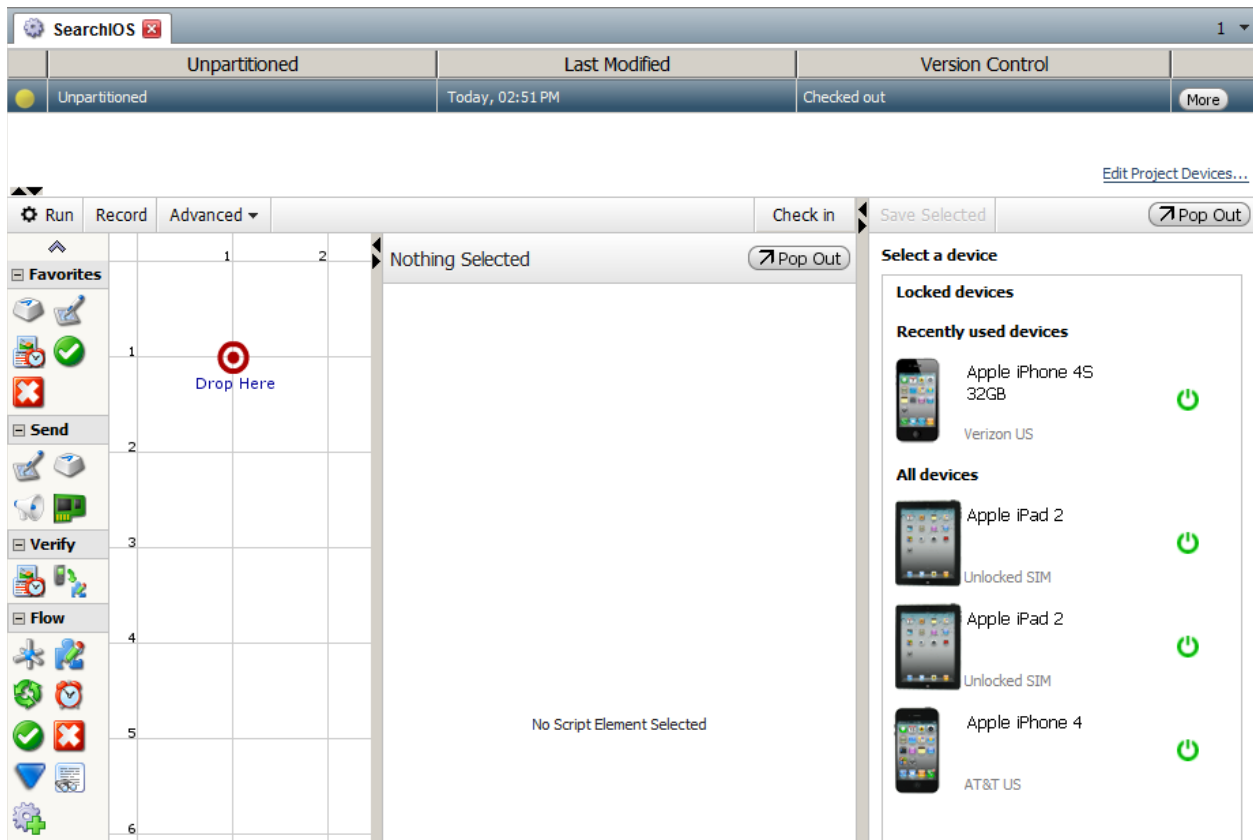 SearchIOS
1
Unpartitioned Last Modified Version Control
Unpartitioned Today, 02:51 PM Checked out More
Edit Project Devices...
Run Record Advanced Check in Save Selected Pop Out
Favorites
Send
Verify
Flow
1 2
1
Drop Here
2
3
4
5
6
Nothing Selected Pop Out
No Script Element Selected
Select a device
Locked devices
Recently used devices
Apple iPhone 4S
32GB
Verizon US
All devices
Apple iPad 2
Unlocked SIM
Apple iPad 2
Unlocked SIM
Apple iPhone 4
AT&T US